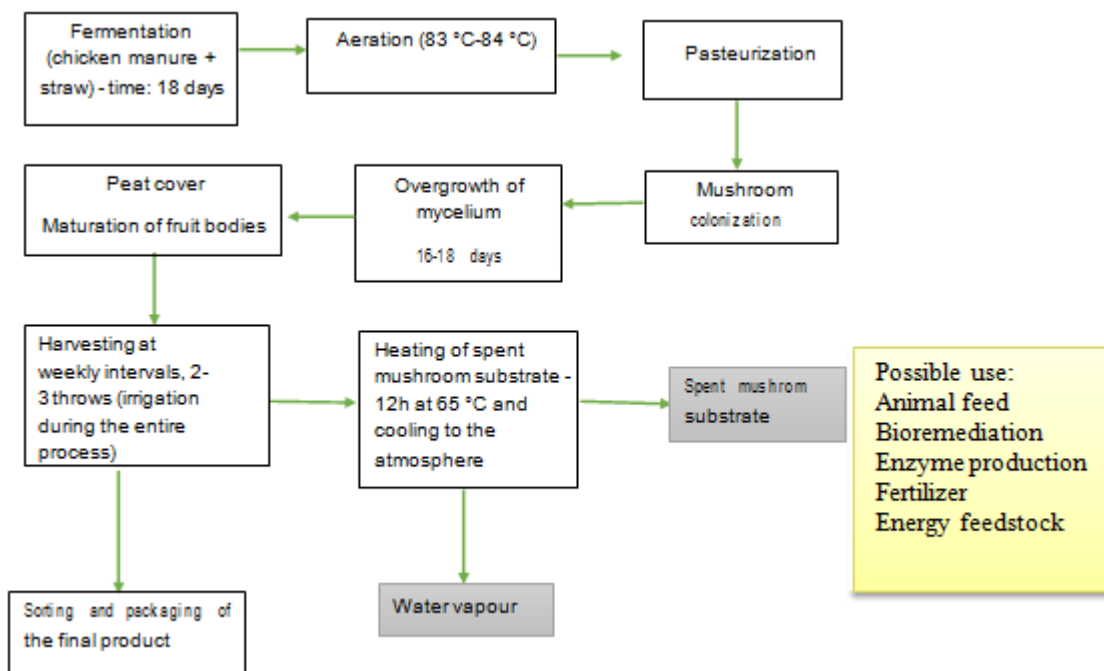 Fermentation
(chicken manure +
straw) - time: 18 days
Aeration (83 °C-84 °C)
Pasteurization
Peat cover
Maturation of fruit bodies
Overgrowth of
mycelium
16-18 days
Mushroom
colonization
Harvesting at
weekly intervals, 2-
3 throws (irrigation
during the entire
process)
Heating of spent
mushroom substrate -
12h at 65 °C and
cooling to the
atmosphere
Spent mushrom
substrate
Possible use:
Animal feed
Bioremediation
Enzyme production
Fertilizer
Energy feedstock
Sorting and packaging of
the final product
Water vapour